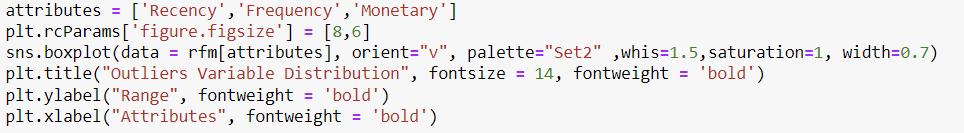 attributes = ['Recency','Frequency','Monetary']
plt.rcParams['figure.figsize'] = [8,6]
sns.boxplot(data = rfm[attributes], orient="v", palette="Set2" ,whis=1.5,saturation=1, width=0.7)
plt.title("Outliers Variable Distribution", fontsize = 14, fontweight = 'bold')
plt.ylabel("Range", fontweight = 'bold')
plt.xlabel("Attributes", fontweight = 'bold')